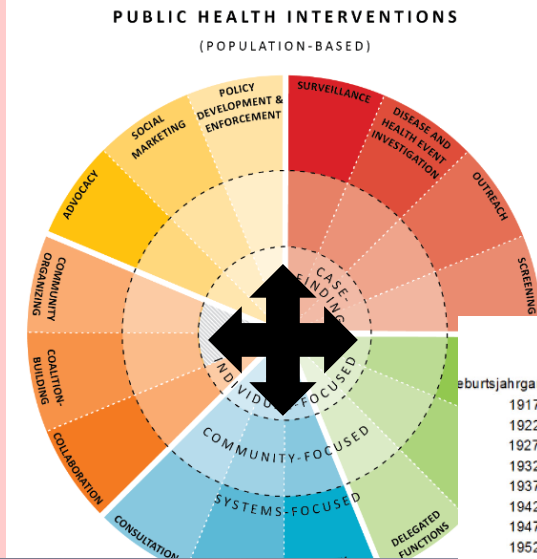 PUBLIC HEALTH INTERVENTIONS
(POPULATION-BASED)
POLICY
DEVELOPMENT &
ENFORCEMENT
SURVEILLANCE
SOCIAL
MARKETING
DISEASE AND
HEALTH EVENT
INVESTIGATION
ADVOCACY
OUTREACH
SCREENING
COMMUNITY
ORGANIZING
CASE-
FINDING
COALITION-
BUILDING
COLLABORATION
COMMUNITY-FOCUSED
SYSTEMS-FOCUSED
CONSULTATION
DELEGATED
FUNCTIONS
eburtsjahrga
1917
1922
1927
1932
1937
1942
1947
1952